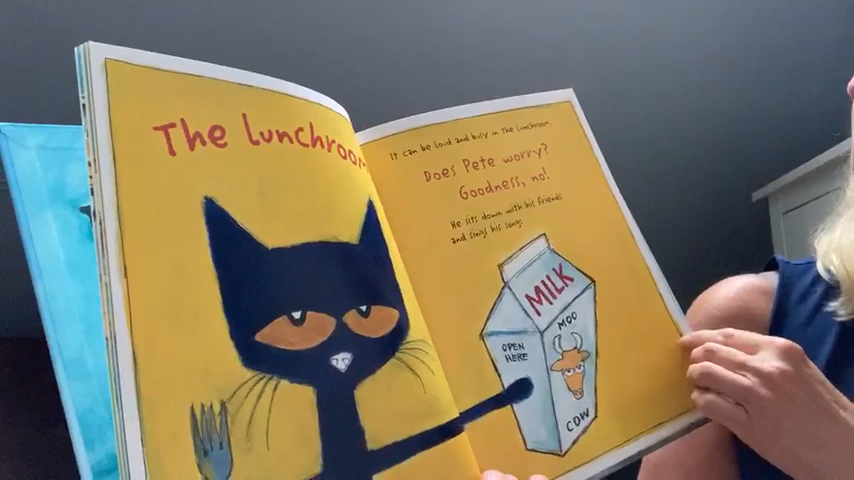 The Lunchroom
It can be loud and busy in the lunchroom.
Does Pete worry?
Goodness, no!
He sits down with his friends
and sings his song:
MILK
OPEN
HERE
MOO
COW